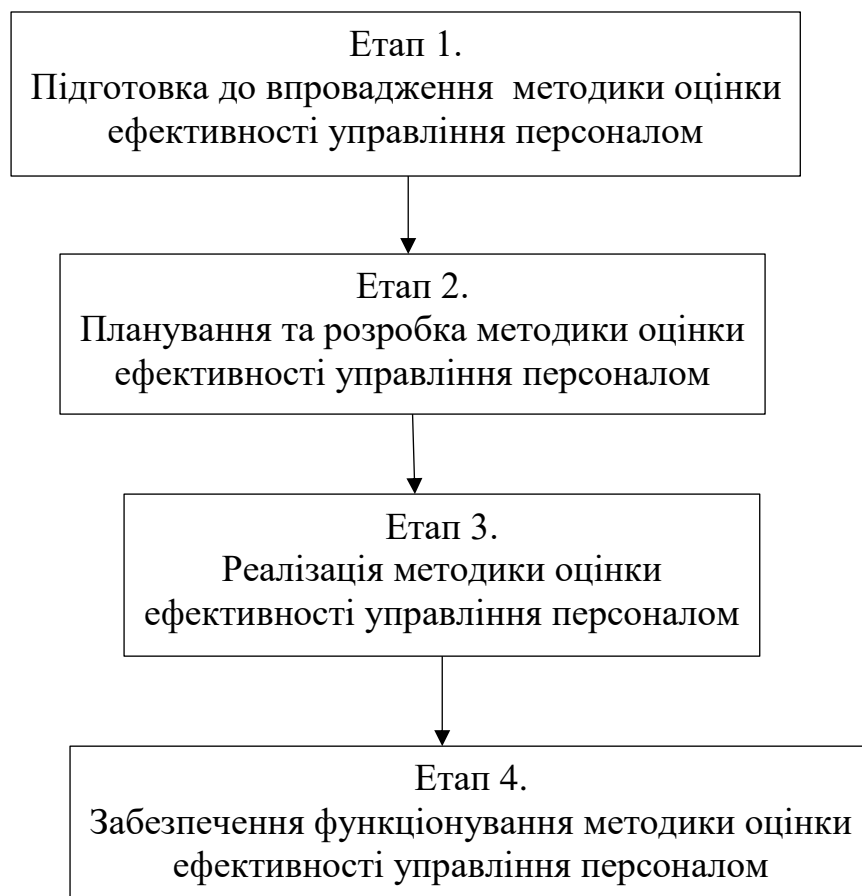 Етап 1.
Підготовка до впровадження  методики оцінки
ефективності управління персоналом
Етап 2.
Планування та розробка методики оцінки
ефективності управління персоналом
Етап 3.
Реалізація методики оцінки
ефективності управління персоналом
Етап 4.
Забезпечення функціонування методики оцінки
ефективності управління персоналом